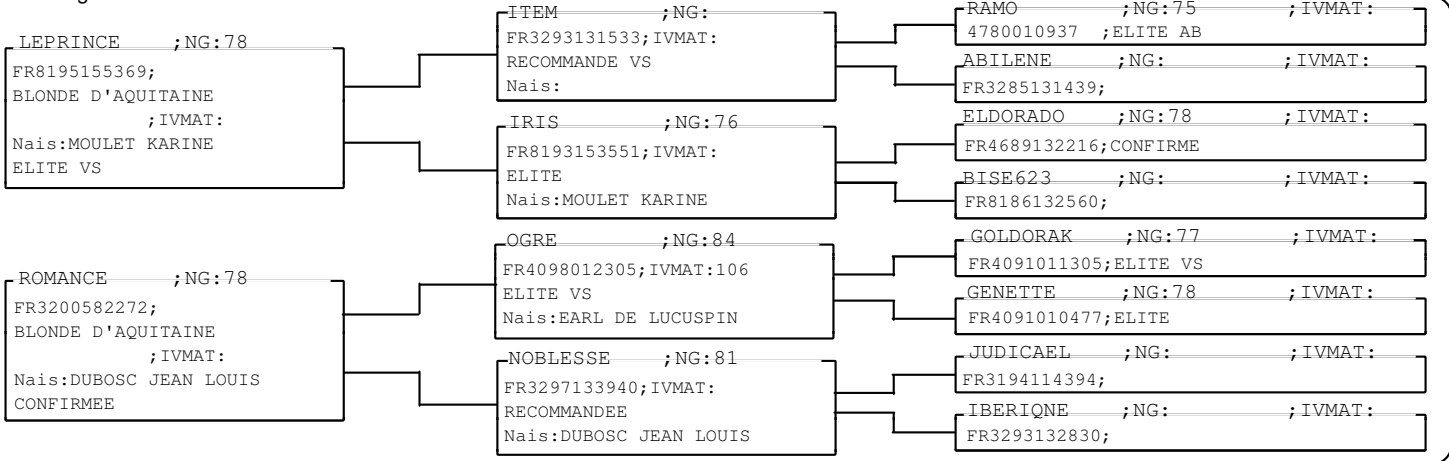 LEPRINCE ;NG:78
FR8195155369;
BLONDE D'AQUITAINE
;IVMAT:
Nais:MOULET KARINE
ELITE VS
ROMANCE ;NG:78
FR3200582272;
BLONDE D'AQUITAINE
;IVMAT:
Nais:DUBOSC JEAN LOUIS
CONFIRMEE
ITEM ;NG:
FR3293131533;IVMAT:
RECOMMANDE VS
Nais:
IRIS ;NG:76
FR8193153551;IVMAT:
ELITE
Nais:MOULET KARINE
OGRE ;NG:84
FR4098012305;IVMAT:106
ELITE VS
Nais:EARL DE LUCUSPIN
NOBLESSE ;NG:81
FR3297133940;IVMAT:
RECOMMANDEE
Nais:DUBOSC JEAN LOUIS
RAMO ;NG:75 ;IVMAT:
4780010937 ;ELITE AB
ABILENE ;NG: ;IVMAT:
FR3285131439;
ELDORADO ;NG:78 ;IVMAT:
FR4689132216;CONFIRME
BISE623 ;NG: ;IVMAT:
FR8186132560;
GOLDORAK ;NG:77 ;IVMAT:
FR4091011305;ELITE VS
GENETTE ;NG:78 ;IVMAT:
FR4091010477;ELITE
JUDICAEL ;NG: ;IVMAT:
FR3194114394;
IBERIQNE ;NG: ;IVMAT:
FR3293132830;